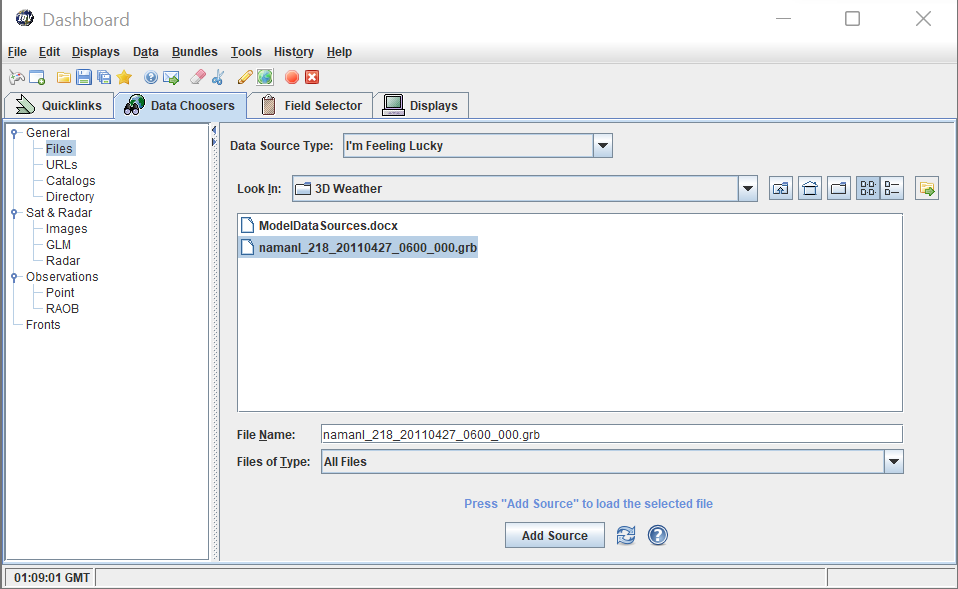 IDV Dashboard
File Edit Displays Data Bundles Tools History Help
Quicklinks Data Choosers Field Selector Displays
General
Files
URLs
Catalogs
Directory
Sat & Radar
Images
GLM
Radar
Observations
Point
RAOB
Fronts
Data Source Type: I'm Feeling Lucky
Look In: 3D Weather
ModelDataSources.docx
namanl_218_20110427_0600_000.grb
File Name: namanl_218_20110427_0600_000.grb
Files of Type: All Files
Press "Add Source" to load the selected file
Add Source
01:09:01 GMT